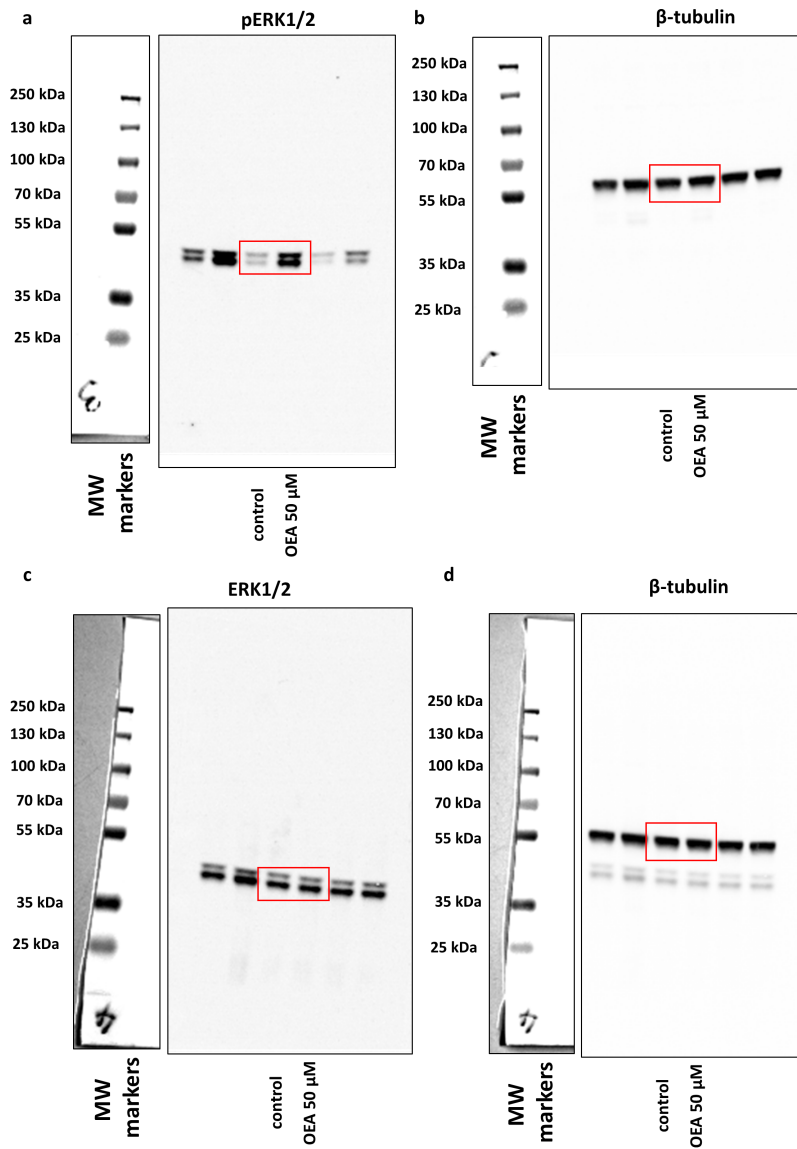 a
pERK1/2
250 kDa
130 kDa
100 kDa
70 kDa
55 kDa
35 kDa
25 kDa
MW
markers
control
OEA 50 μM
b
β-tubulin
250 kDa
130 kDa
100 kDa
70 kDa
55 kDa
35 kDa
25 kDa
MW
markers
control
OEA 50 μM
c
ERK1/2
250 kDa
130 kDa
100 kDa
70 kDa
55 kDa
35 kDa
25 kDa
MW
markers
control
OEA 50 μM
d
β-tubulin
250 kDa
130 kDa
100 kDa
70 kDa
55 kDa
35 kDa
25 kDa
MW
markers
control
OEA 50 μM